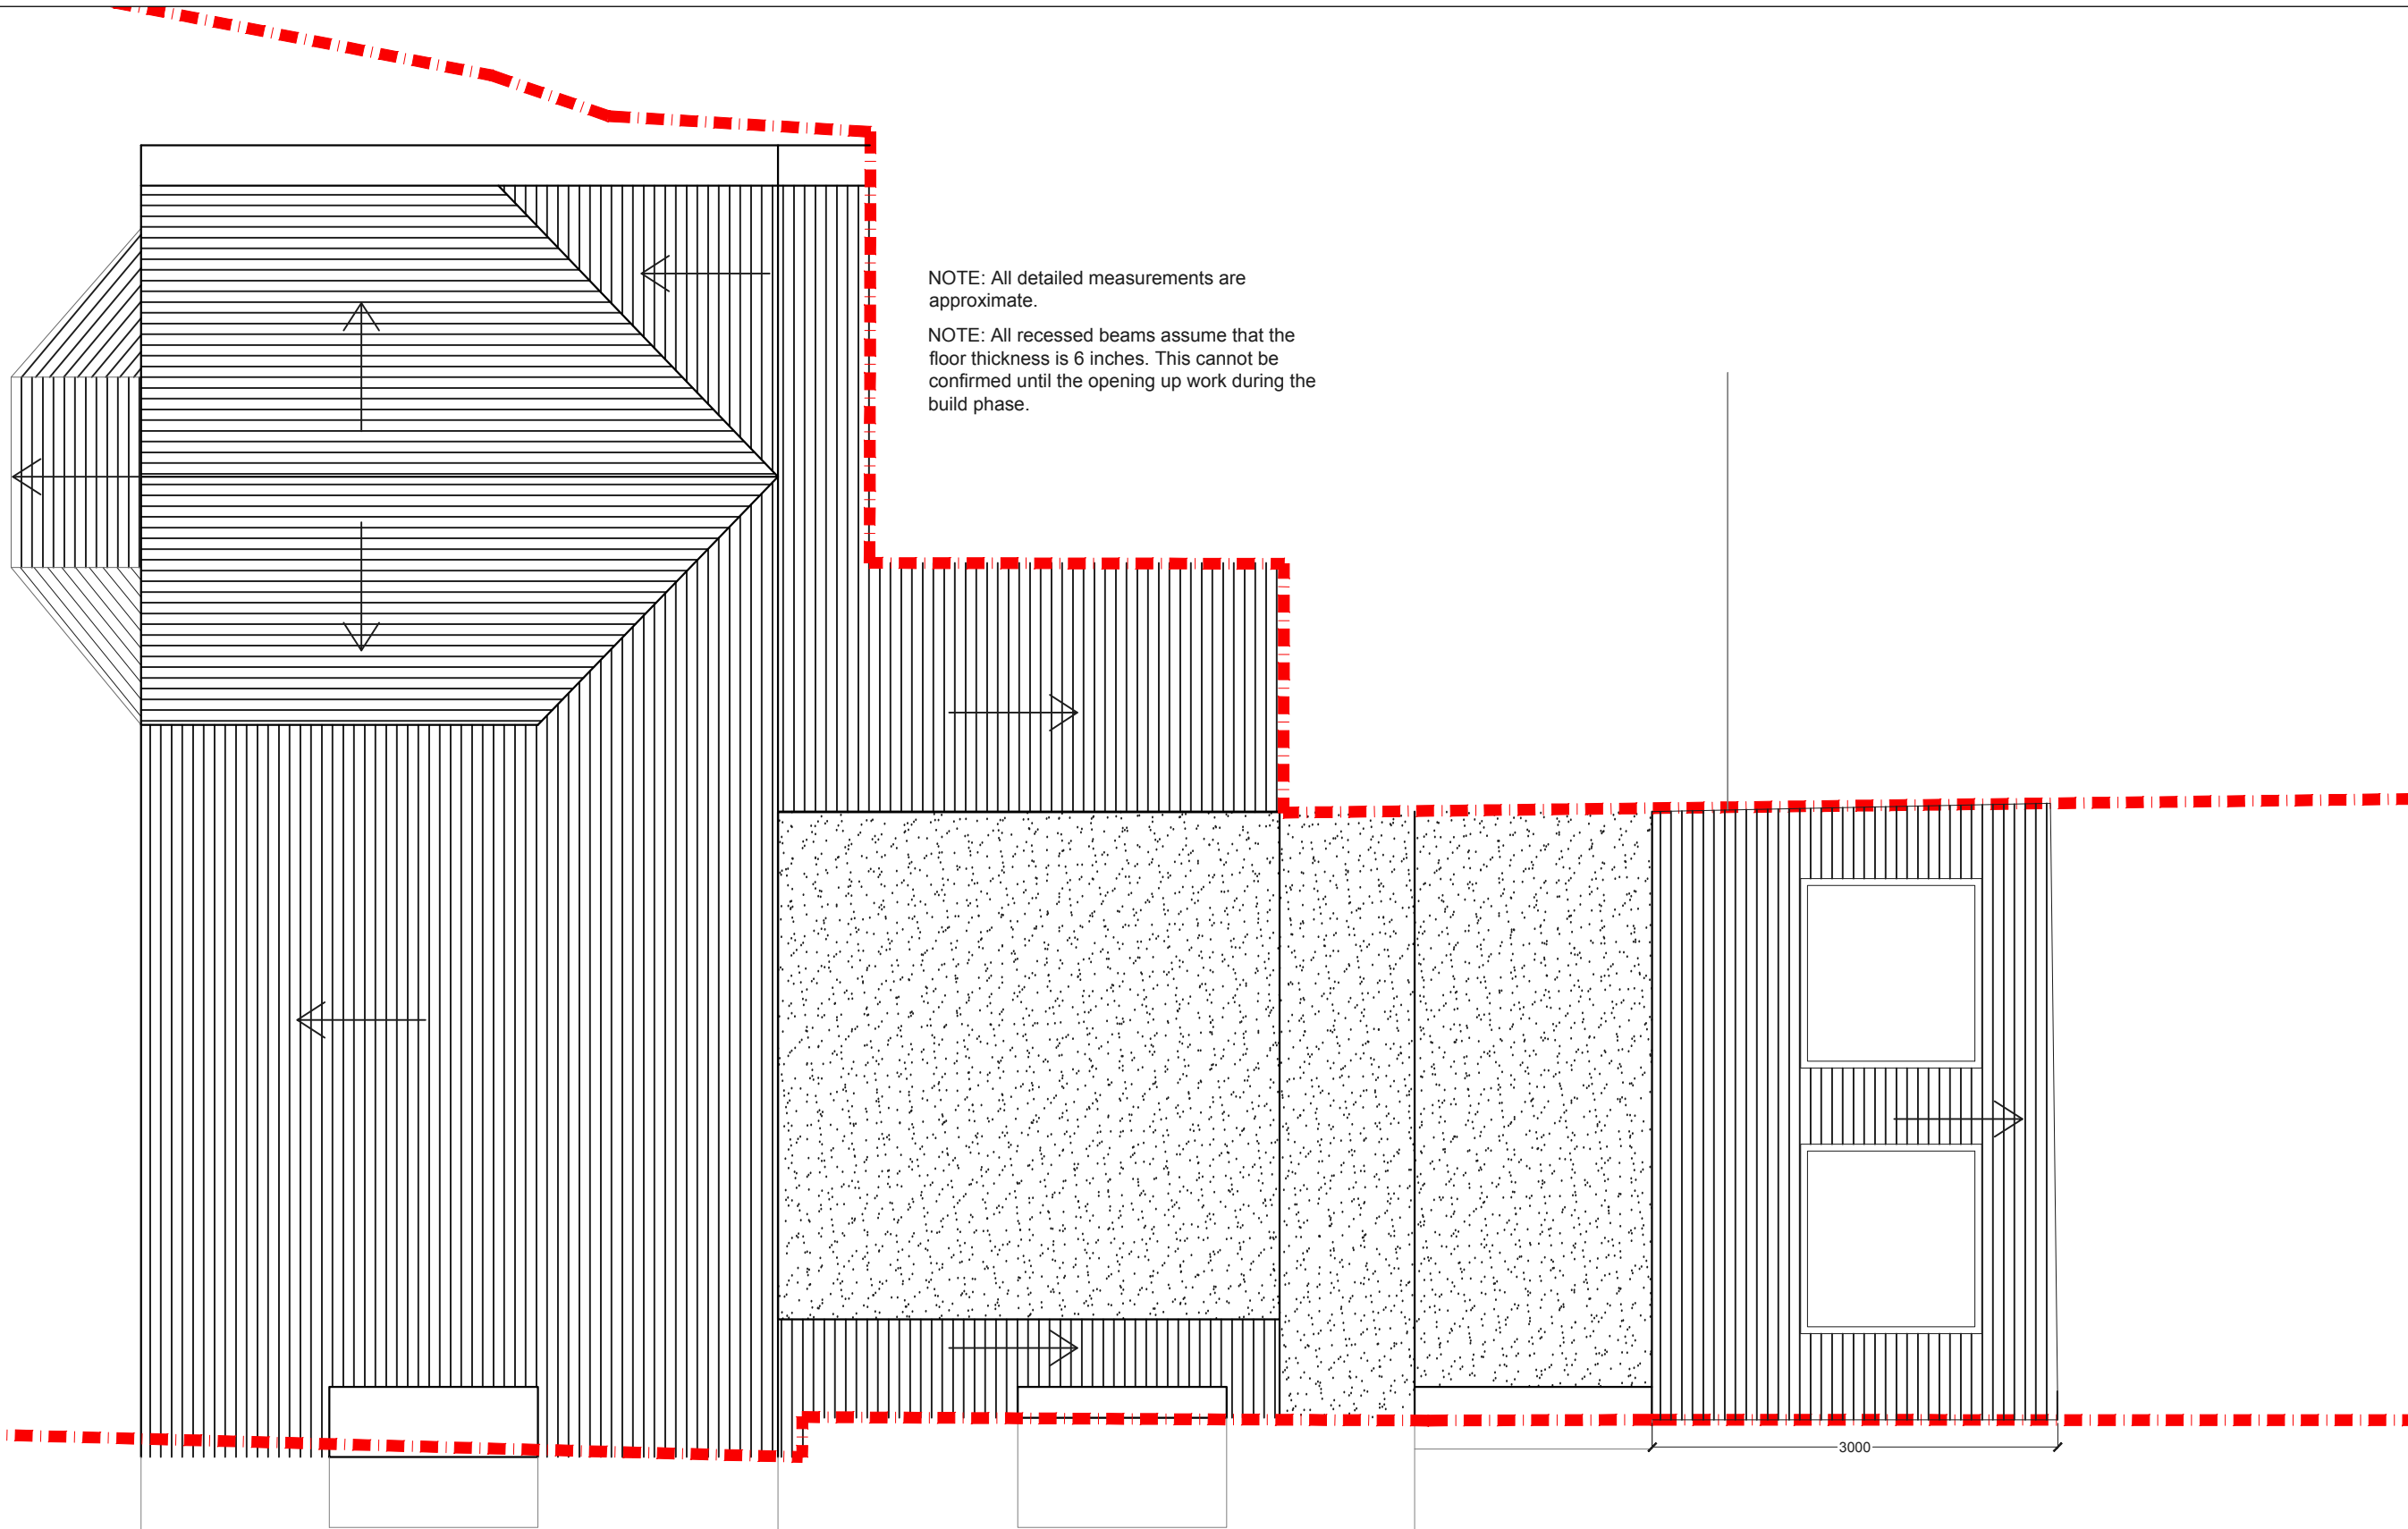 NOTE: All detailed measurements are
approximate.
NOTE: All recessed beams assume that the
floor thickness is 6 inches. This cannot be
confirmed until the opening up work during the
build phase.
3000